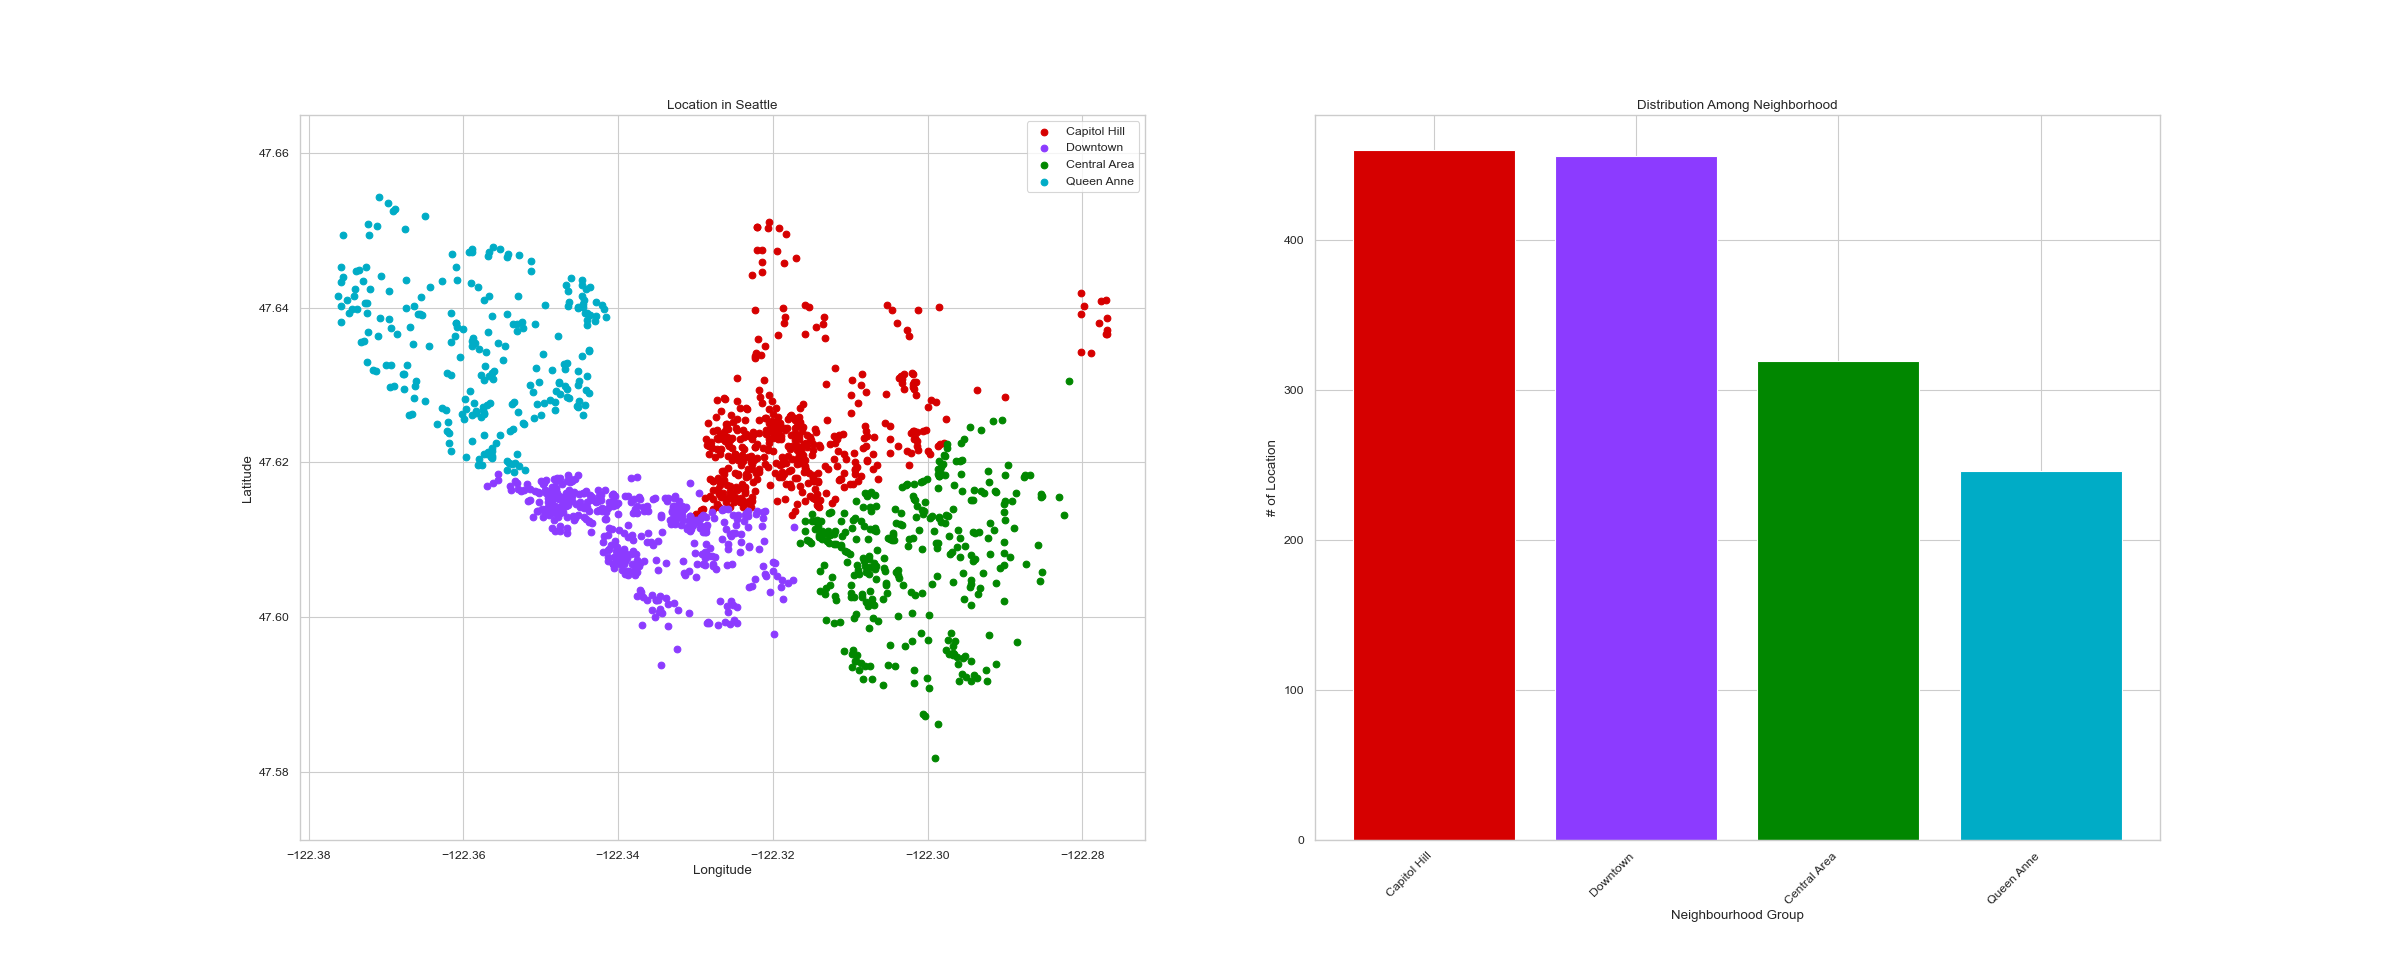 Location in Seattle
Capitol Hill
Downtown
Central Area
Queen Anne
47.66
47.64
47.62
47.60
47.58
Latitude
−122.38
−122.36
−122.34
−122.32
−122.30
−122.28
Longitude
Distribution Among Neighborhood
400
300
200
100
0
# of Location
Capitol Hill
Downtown
Central Area
Queen Anne
Neighbourhood Group